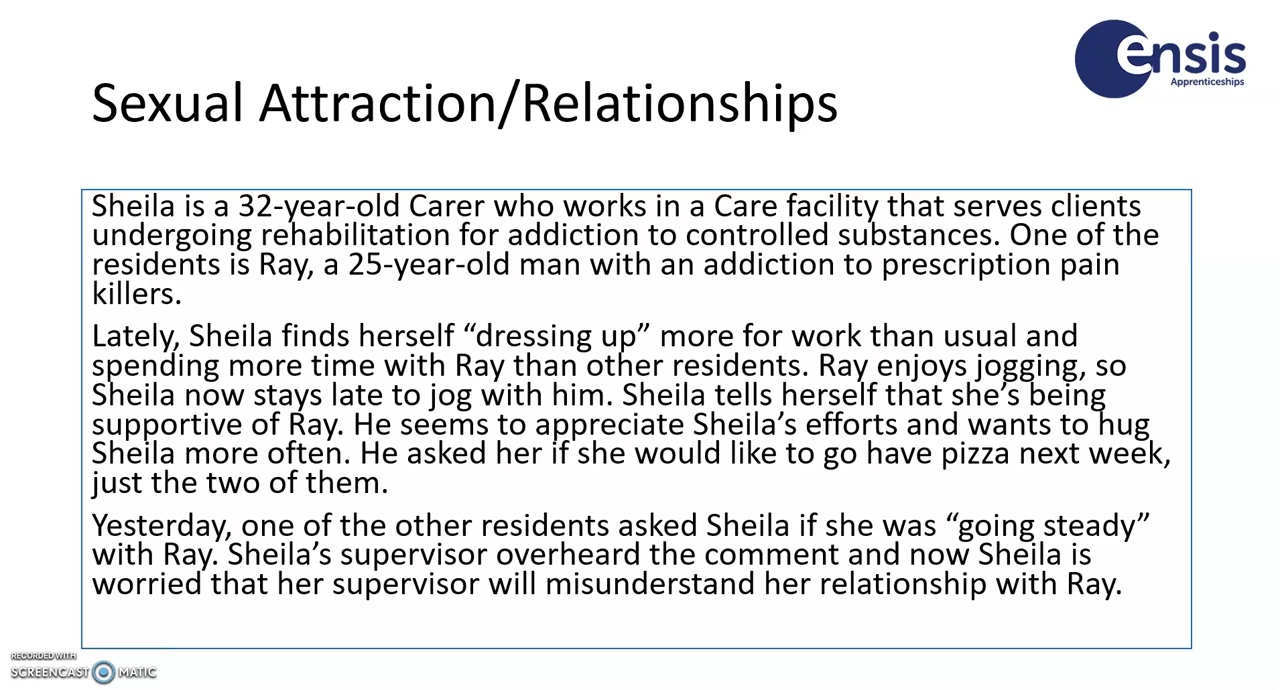 ensis
Apprenticeships
Sexual Attraction/Relationships
Sheila is a 32-year-old Carer who works in a Care facility that serves clients
undergoing rehabilitation for addiction to controlled substances. One of the
residents is Ray, a 25-year-old man with an addiction to prescription pain
killers.
Lately, Sheila finds herself “dressing up” more for work than usual and
spending more time with Ray than other residents. Ray enjoys jogging, so
Sheila now stays late to jog with him. Sheila tells herself that she’s being
supportive of Ray. He seems to appreciate Sheila’s efforts and wants to hug
Sheila more often. He asked her if she would like to go have pizza next week,
just the two of them.
Yesterday, one of the other residents asked Sheila if she was “going steady”
with Ray. Sheila’s supervisor overheard the comment and now Sheila is
worried that her supervisor will misunderstand her relationship with Ray.
RECORDED WITH
SCREENCAST MATIC